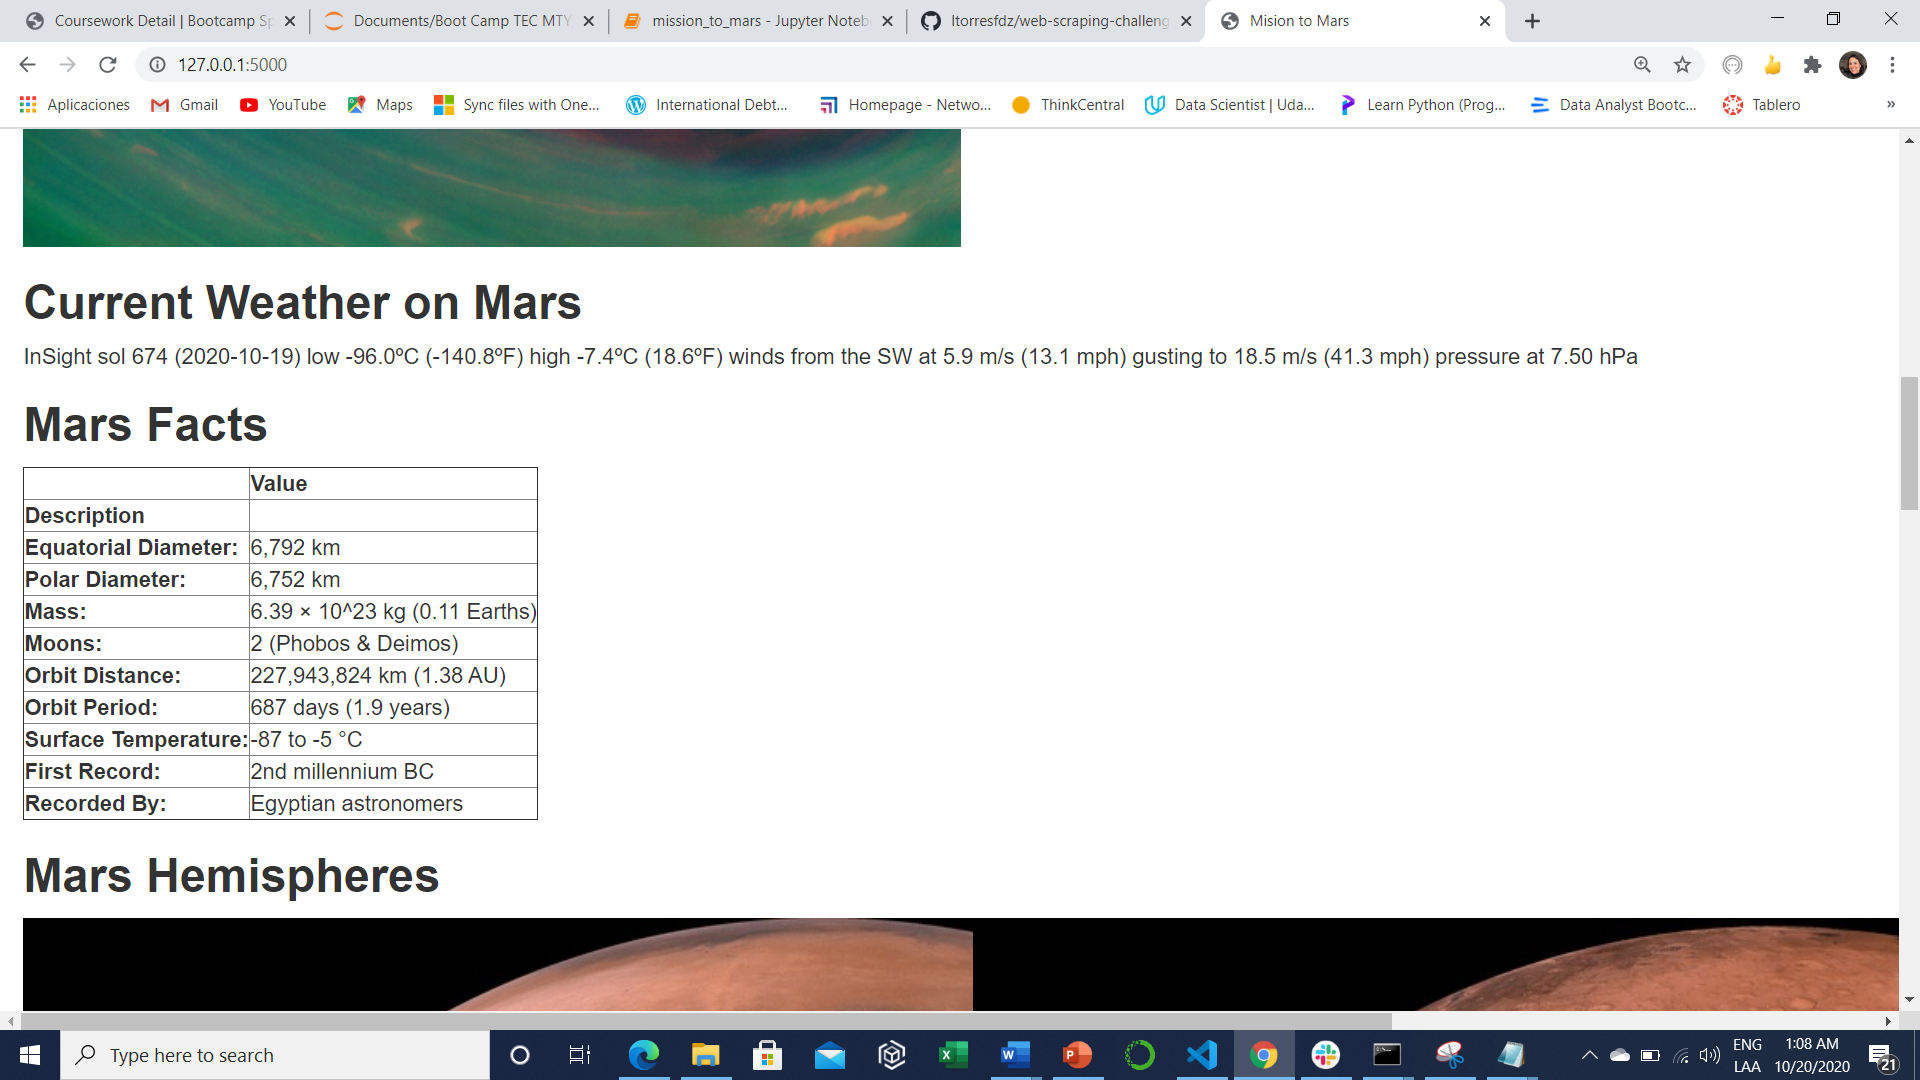 Coursework Detail | Bootcamp Sp
Documents/Boot Camp TEC MTY
mission_to_mars - Jupyter Noteb
ltorresfdz/web-scraping-challeng
Mision to Mars
127.0.0.1:5000
Aplicaciones
Gmail
YouTube
Maps
Sync files with One...
International Debt...
Homepage - Netwo...
ThinkCentral
Data Scientist | Uda...
Learn Python (Prog...
Data Analyst Bootc...
Tablero
»
Current Weather on Mars
InSight sol 674 (2020-10-19) low -96.0ºC (-140.8ºF) high -7.4ºC (18.6ºF) winds from the SW at 5.9 m/s (13.1 mph) gusting to 18.5 m/s (41.3 mph) pressure at 7.50 hPa
Mars Facts
Value
Description
Equatorial Diameter: 6,792 km
Polar Diameter: 6,752 km
Mass: 6.39 × 10^23 kg (0.11 Earths)
Moons: 2 (Phobos & Deimos)
Orbit Distance: 227,943,824 km (1.38 AU)
Orbit Period: 687 days (1.9 years)
Surface Temperature: -87 to -5 °C
First Record: 2nd millennium BC
Recorded By: Egyptian astronomers
Mars Hemispheres
Type here to search
ENG
LAA
1:08 AM
10/20/2020
21